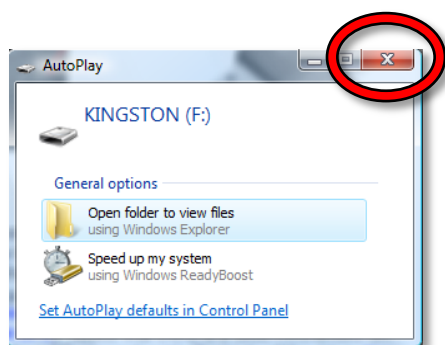 AutoPlay
KINGSTON (F:)
General options
Open folder to view files
using Windows Explorer
Speed up my system
using Windows ReadyBoost
Set AutoPlay defaults in Control Panel